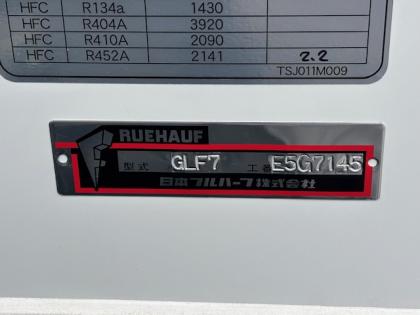 HFC R134a 1430
HFC R404A 3920
HFC R410A 2090
HFC R452A 2141 2.2
TSJ011M009
FRUEHAUF
型式 GLF7 工番 E5G7145
日本フルハーフ株式会社